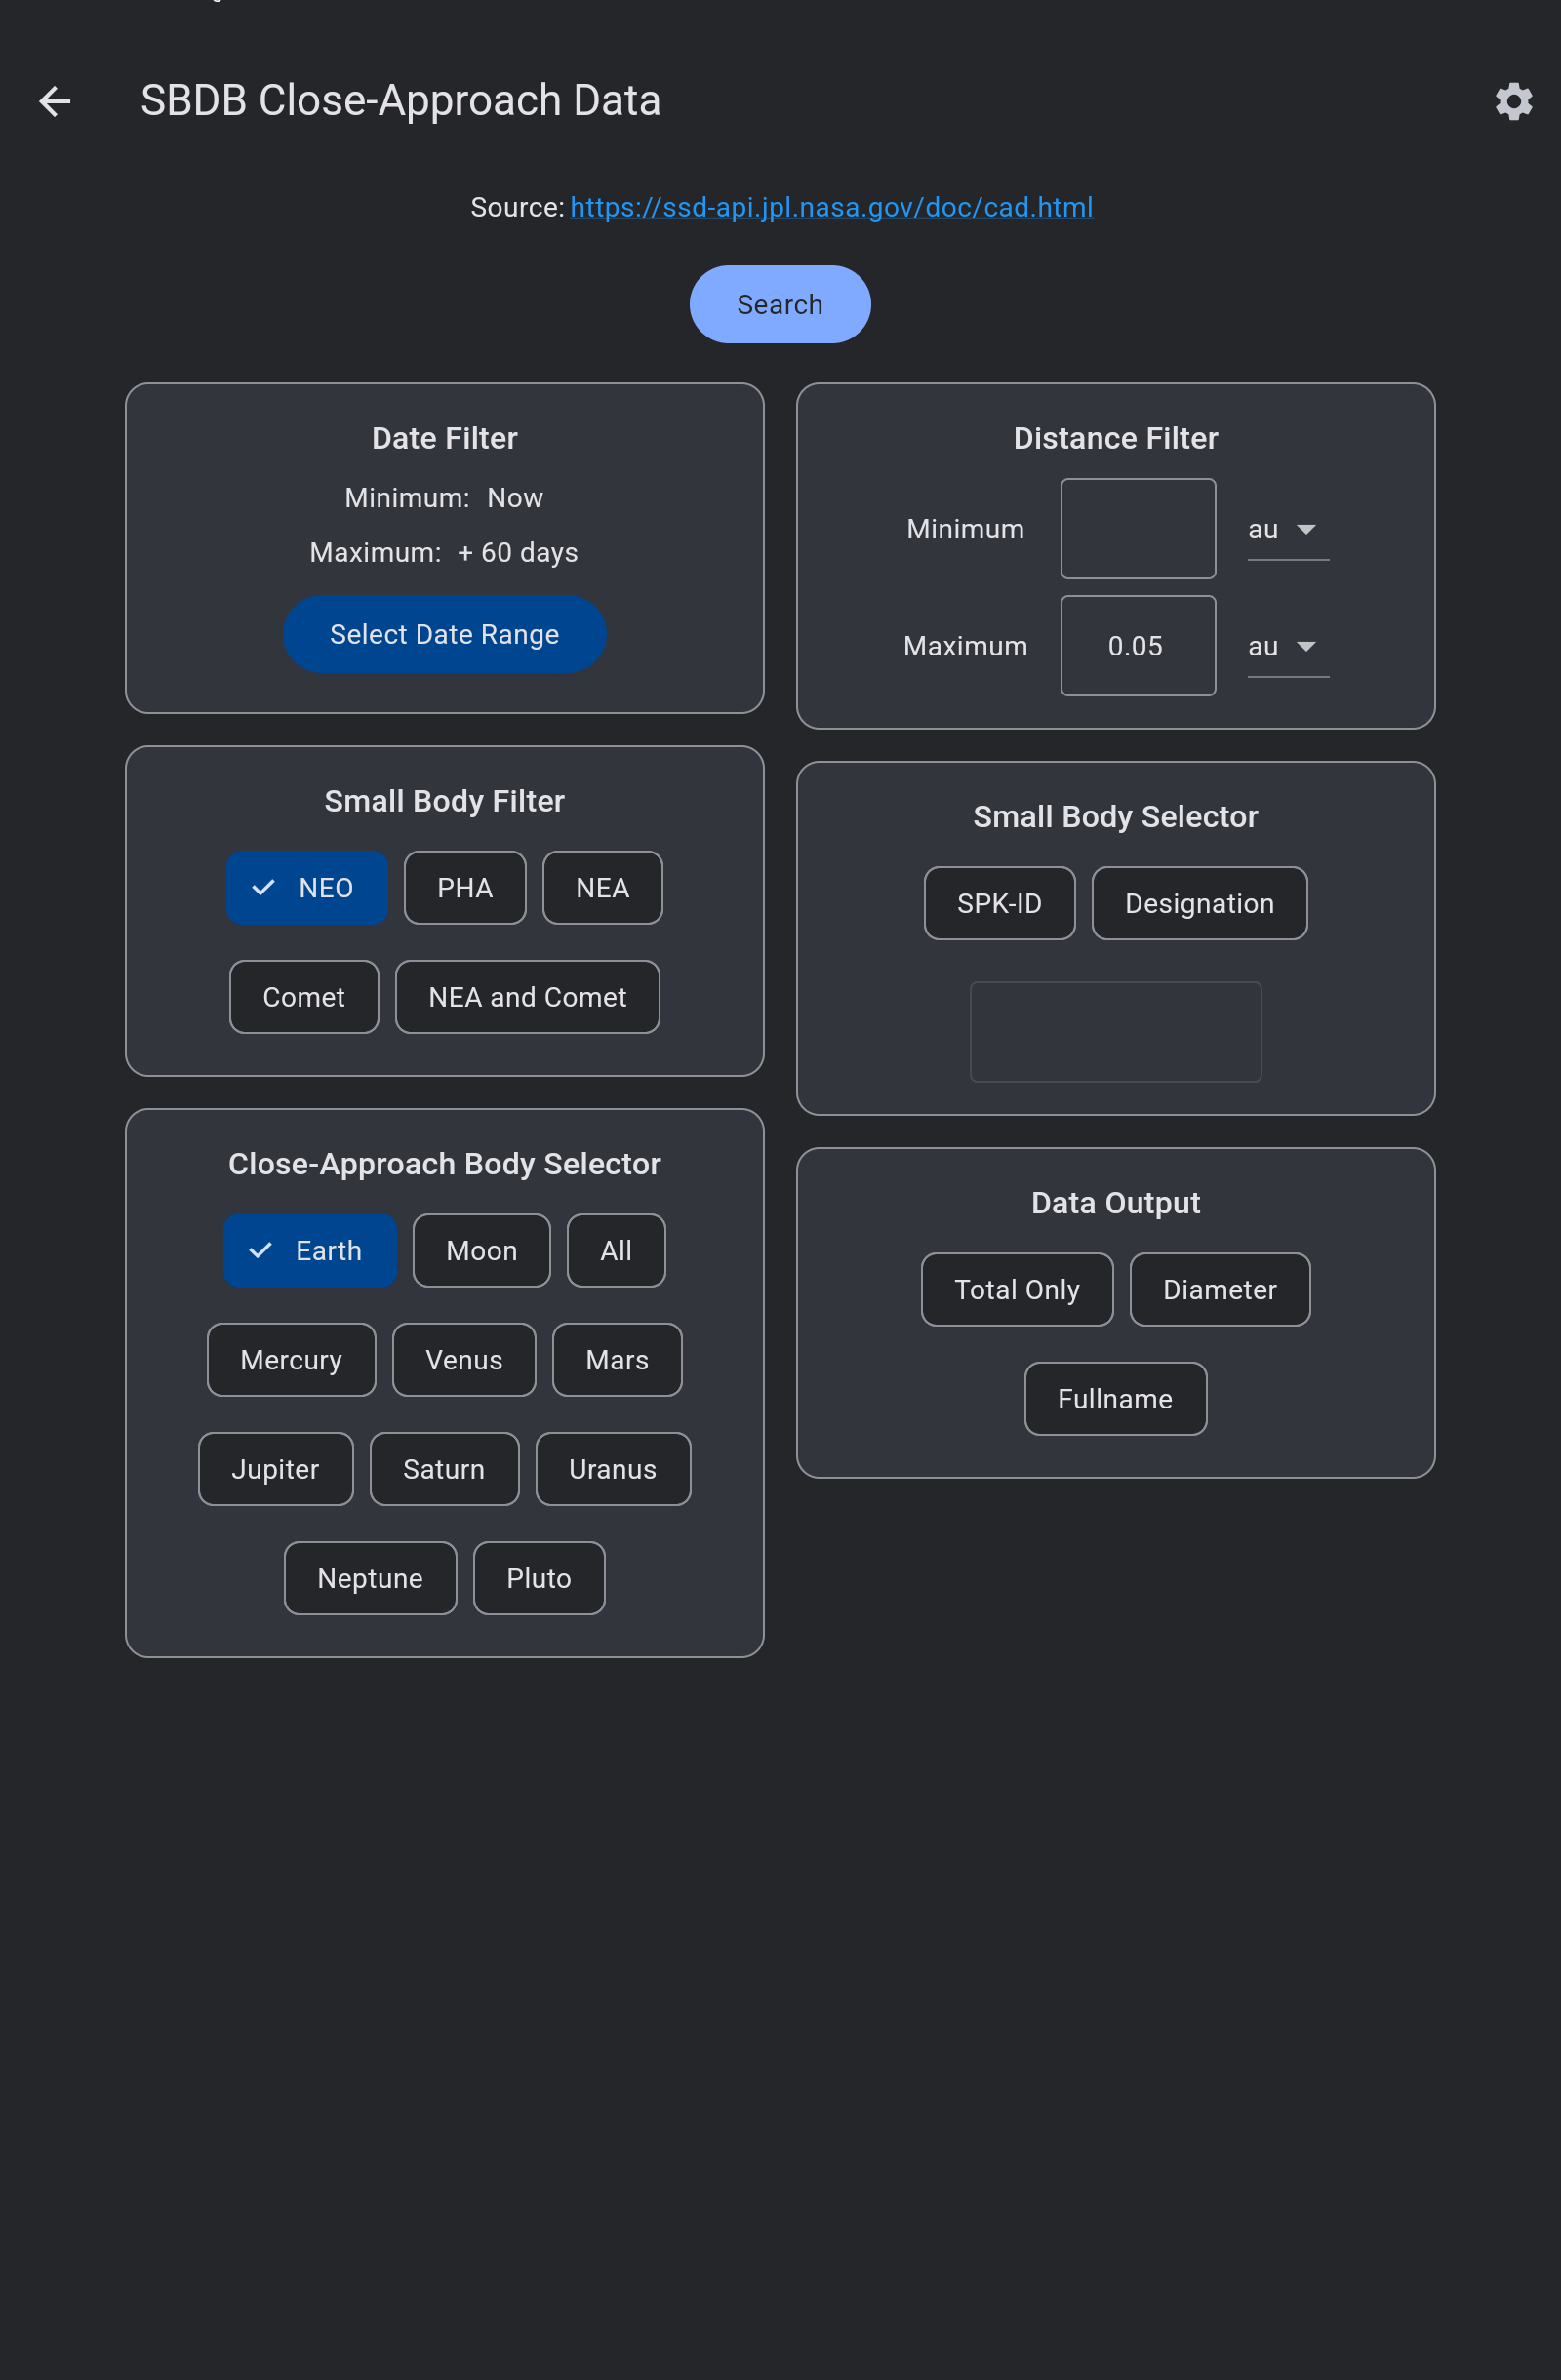 SBDB Close-Approach Data
Source: https://ssd-api.jpl.nasa.gov/doc/cad.html
Search
Date Filter
Minimum: Now
Maximum: + 60 days
Select Date Range
Distance Filter
Minimum au
Maximum 0.05 au
Small Body Filter
NEO PHA NEA
Comet NEA and Comet
Small Body Selector
SPK-ID Designation
Close-Approach Body Selector
Earth Moon All
Mercury Venus Mars
Jupiter Saturn Uranus
Neptune Pluto
Data Output
Total Only Diameter
Fullname